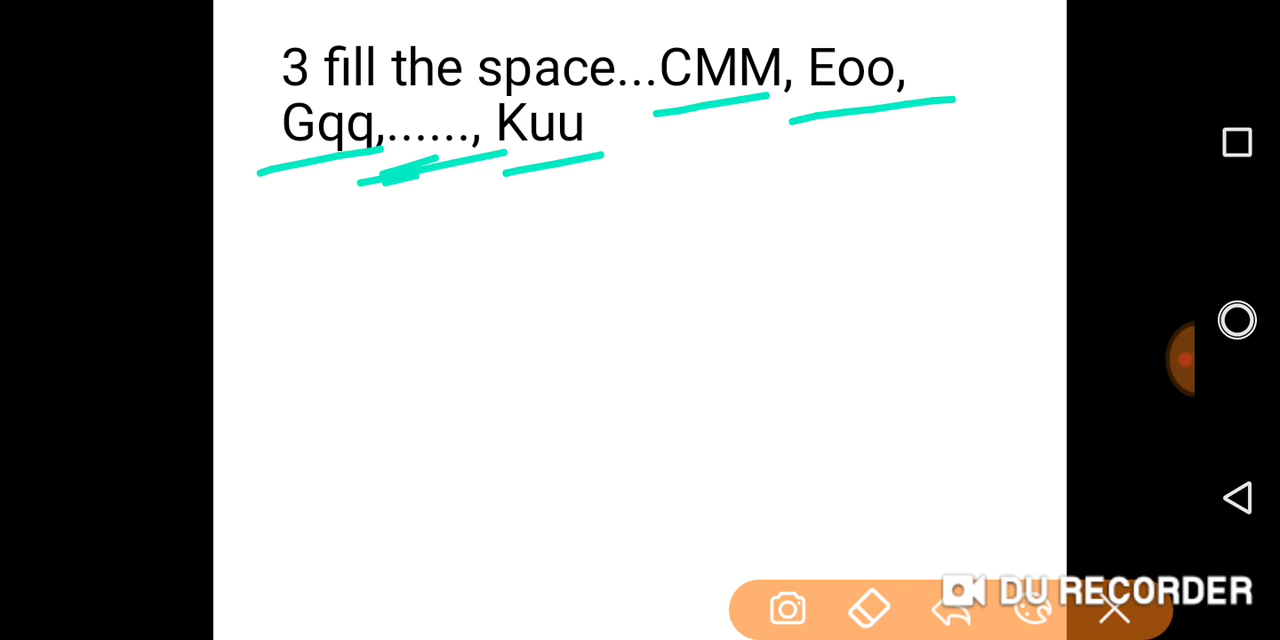 3 fill the space...CMM, Eoo,
Gqq,......, Kuu
DU RECORDER